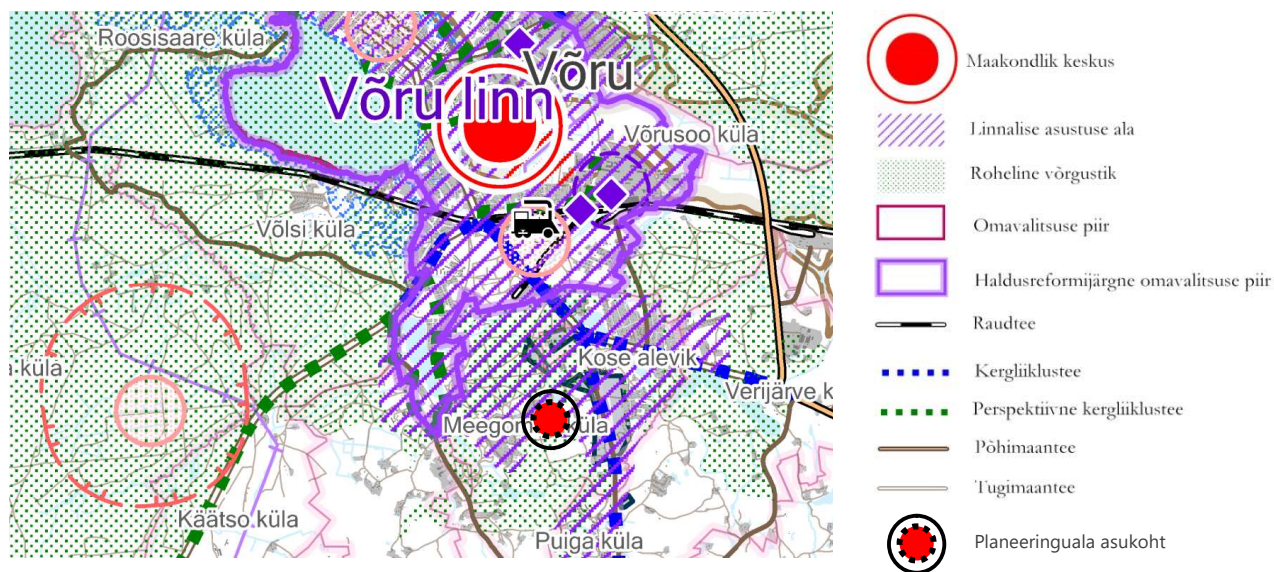 Roosisaare küla
Võru
Võru linn
Võrusoo küla
Võlsi küla
a küla
Kose alevik
Verijärve k
küla
Käätso küla
Puiga küla
Maakondlik keskus
Linnalise asustuse ala
Roheline võrgustik
Omavalitsuse piir
Haldusreformijärgne omavalitsuse piir
Raudtee
Kergliiklustee
Perspektiivne kergliiklustee
Põhimaantee
Tugimaantee
Planeeringuala asukoht